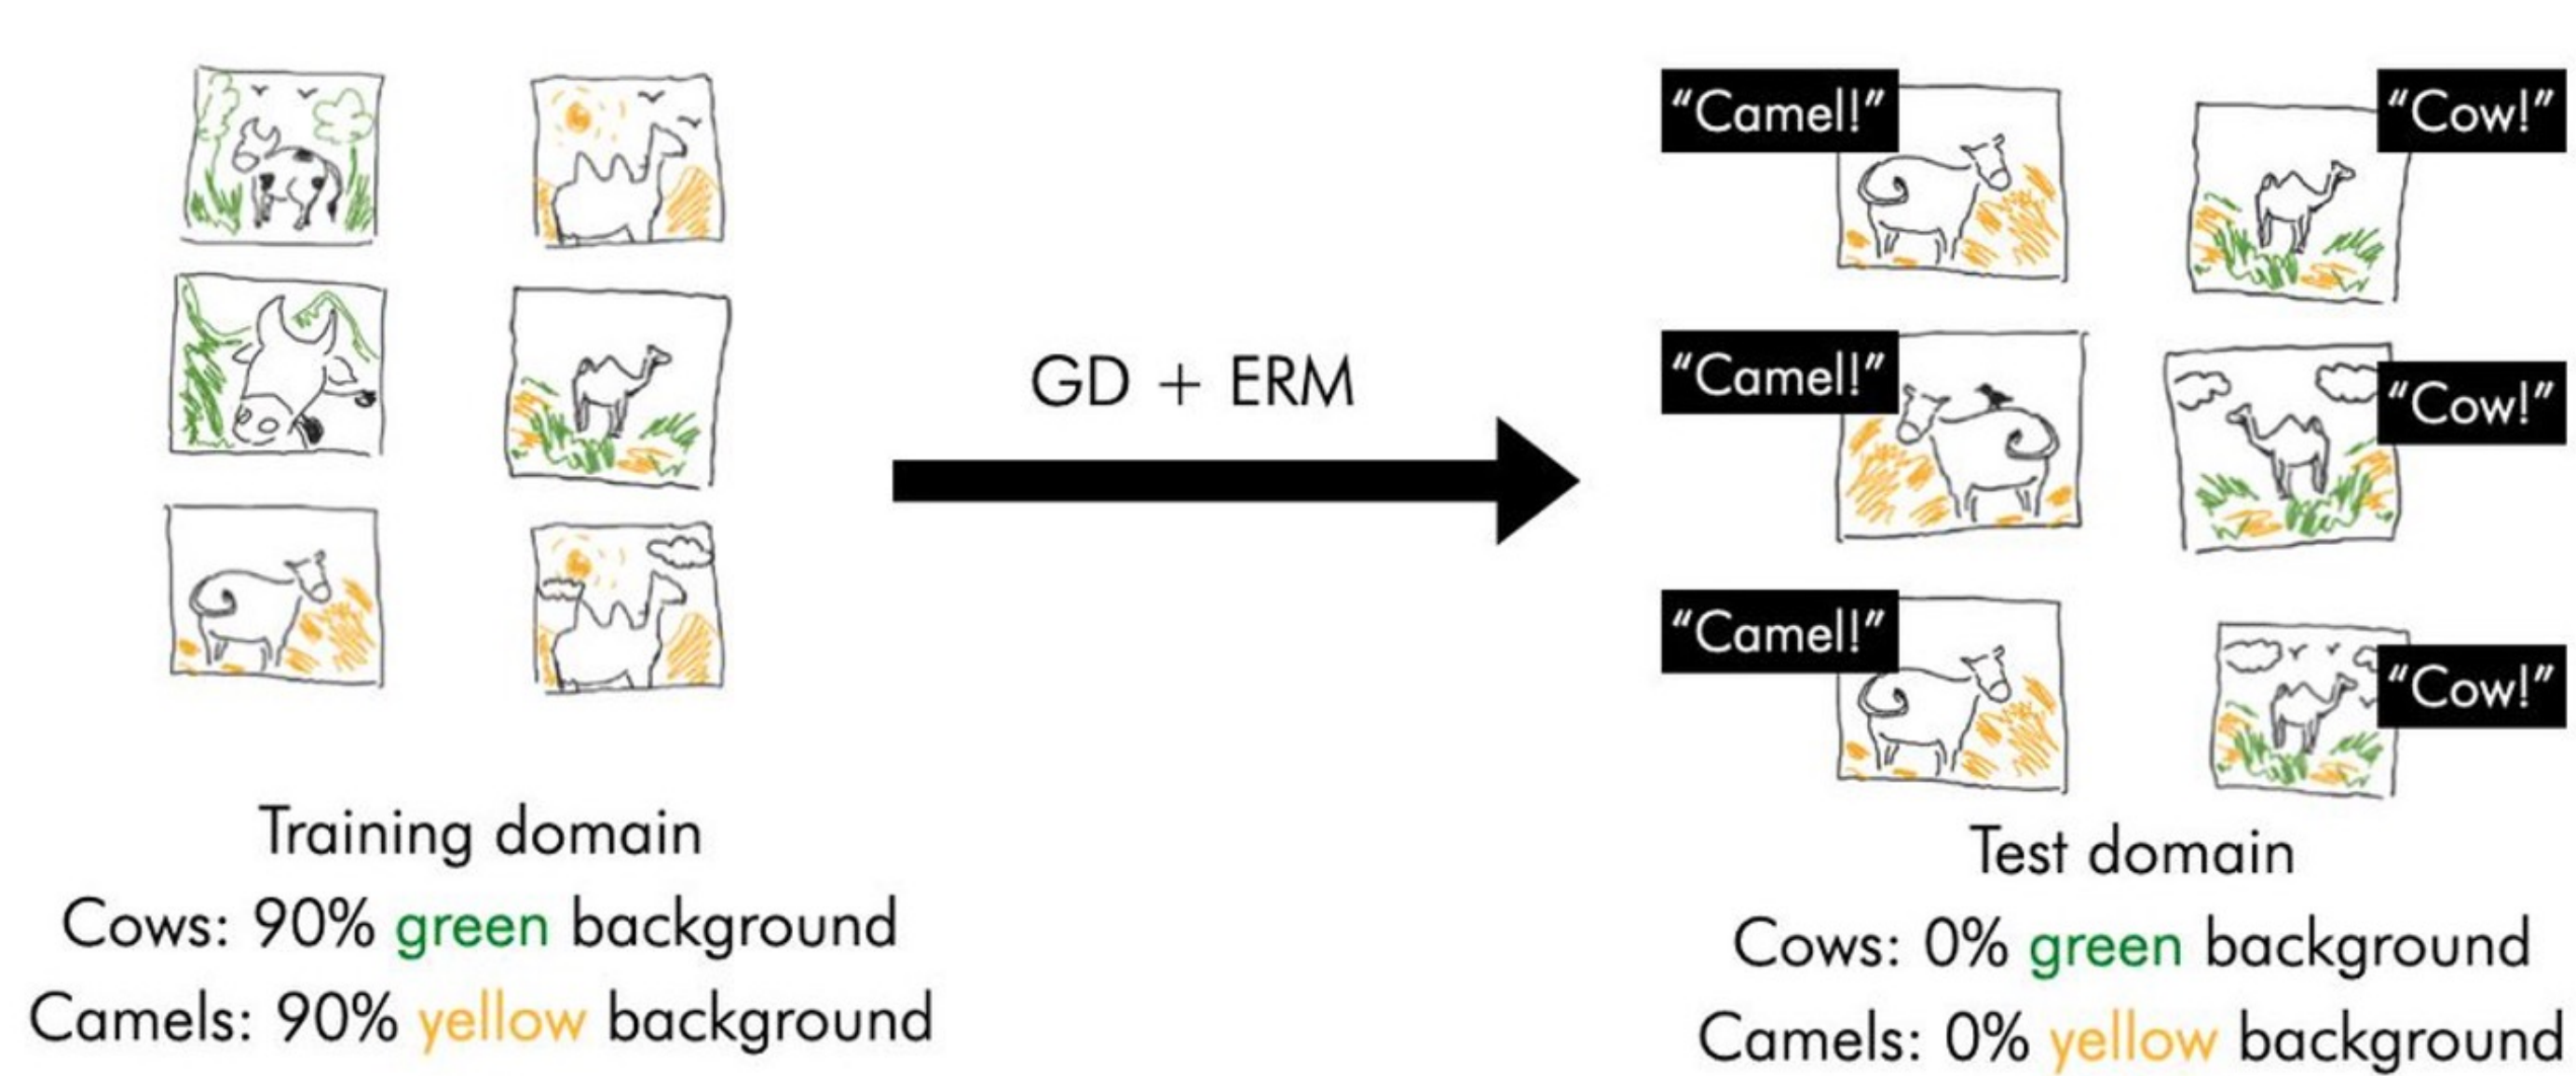 GD + ERM
Training domain
Cows: 90% green background
Camels: 90% yellow background
“Camel!”
“Cow!”
“Camel!”
“Cow!”
“Camel!”
“Cow!”
Test domain
Cows: 0% green background
Camels: 0% yellow background